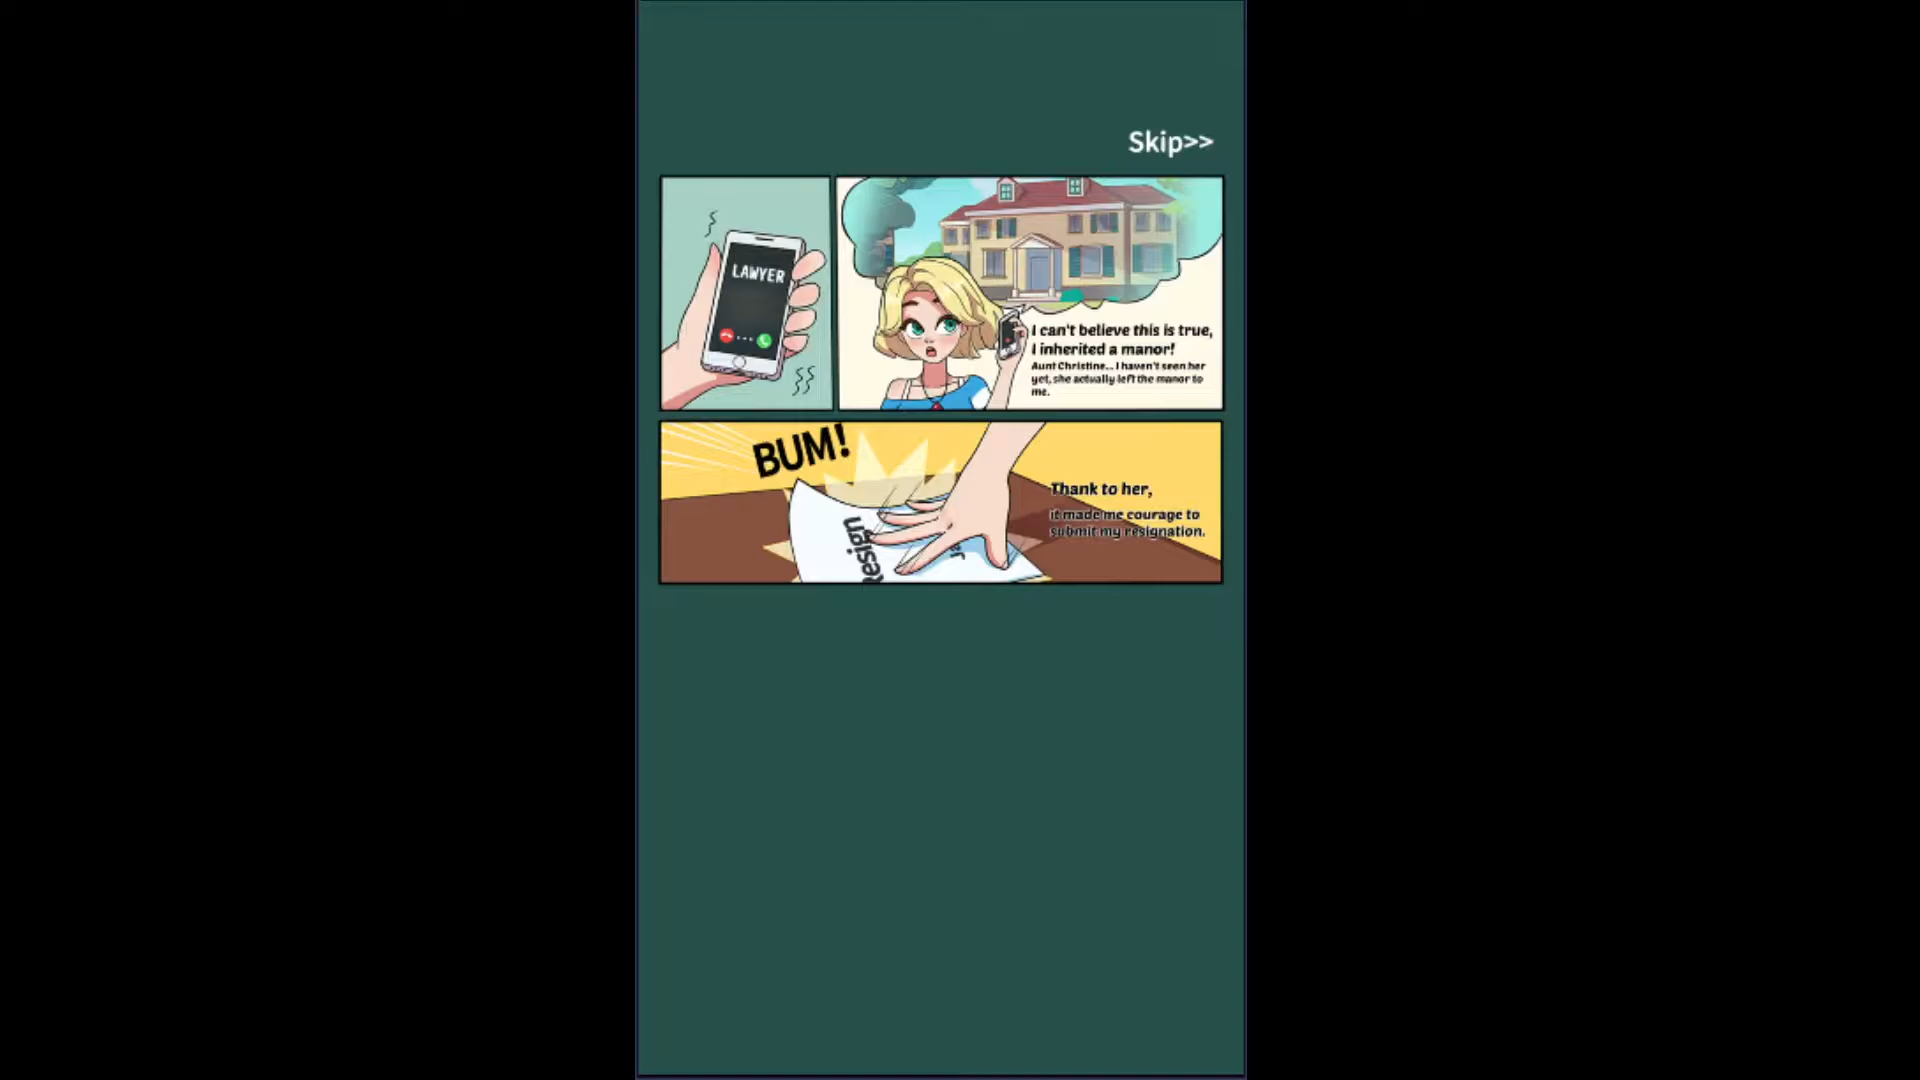 Skip>>
LAWYER
I can't believe this is true,
I inherited a manor!
Aunt Christine... I haven't seen her
yet, she actually left the manor to
me.
BUM!
Thank to her,
it made me courage to
submit my resignation.
Resign